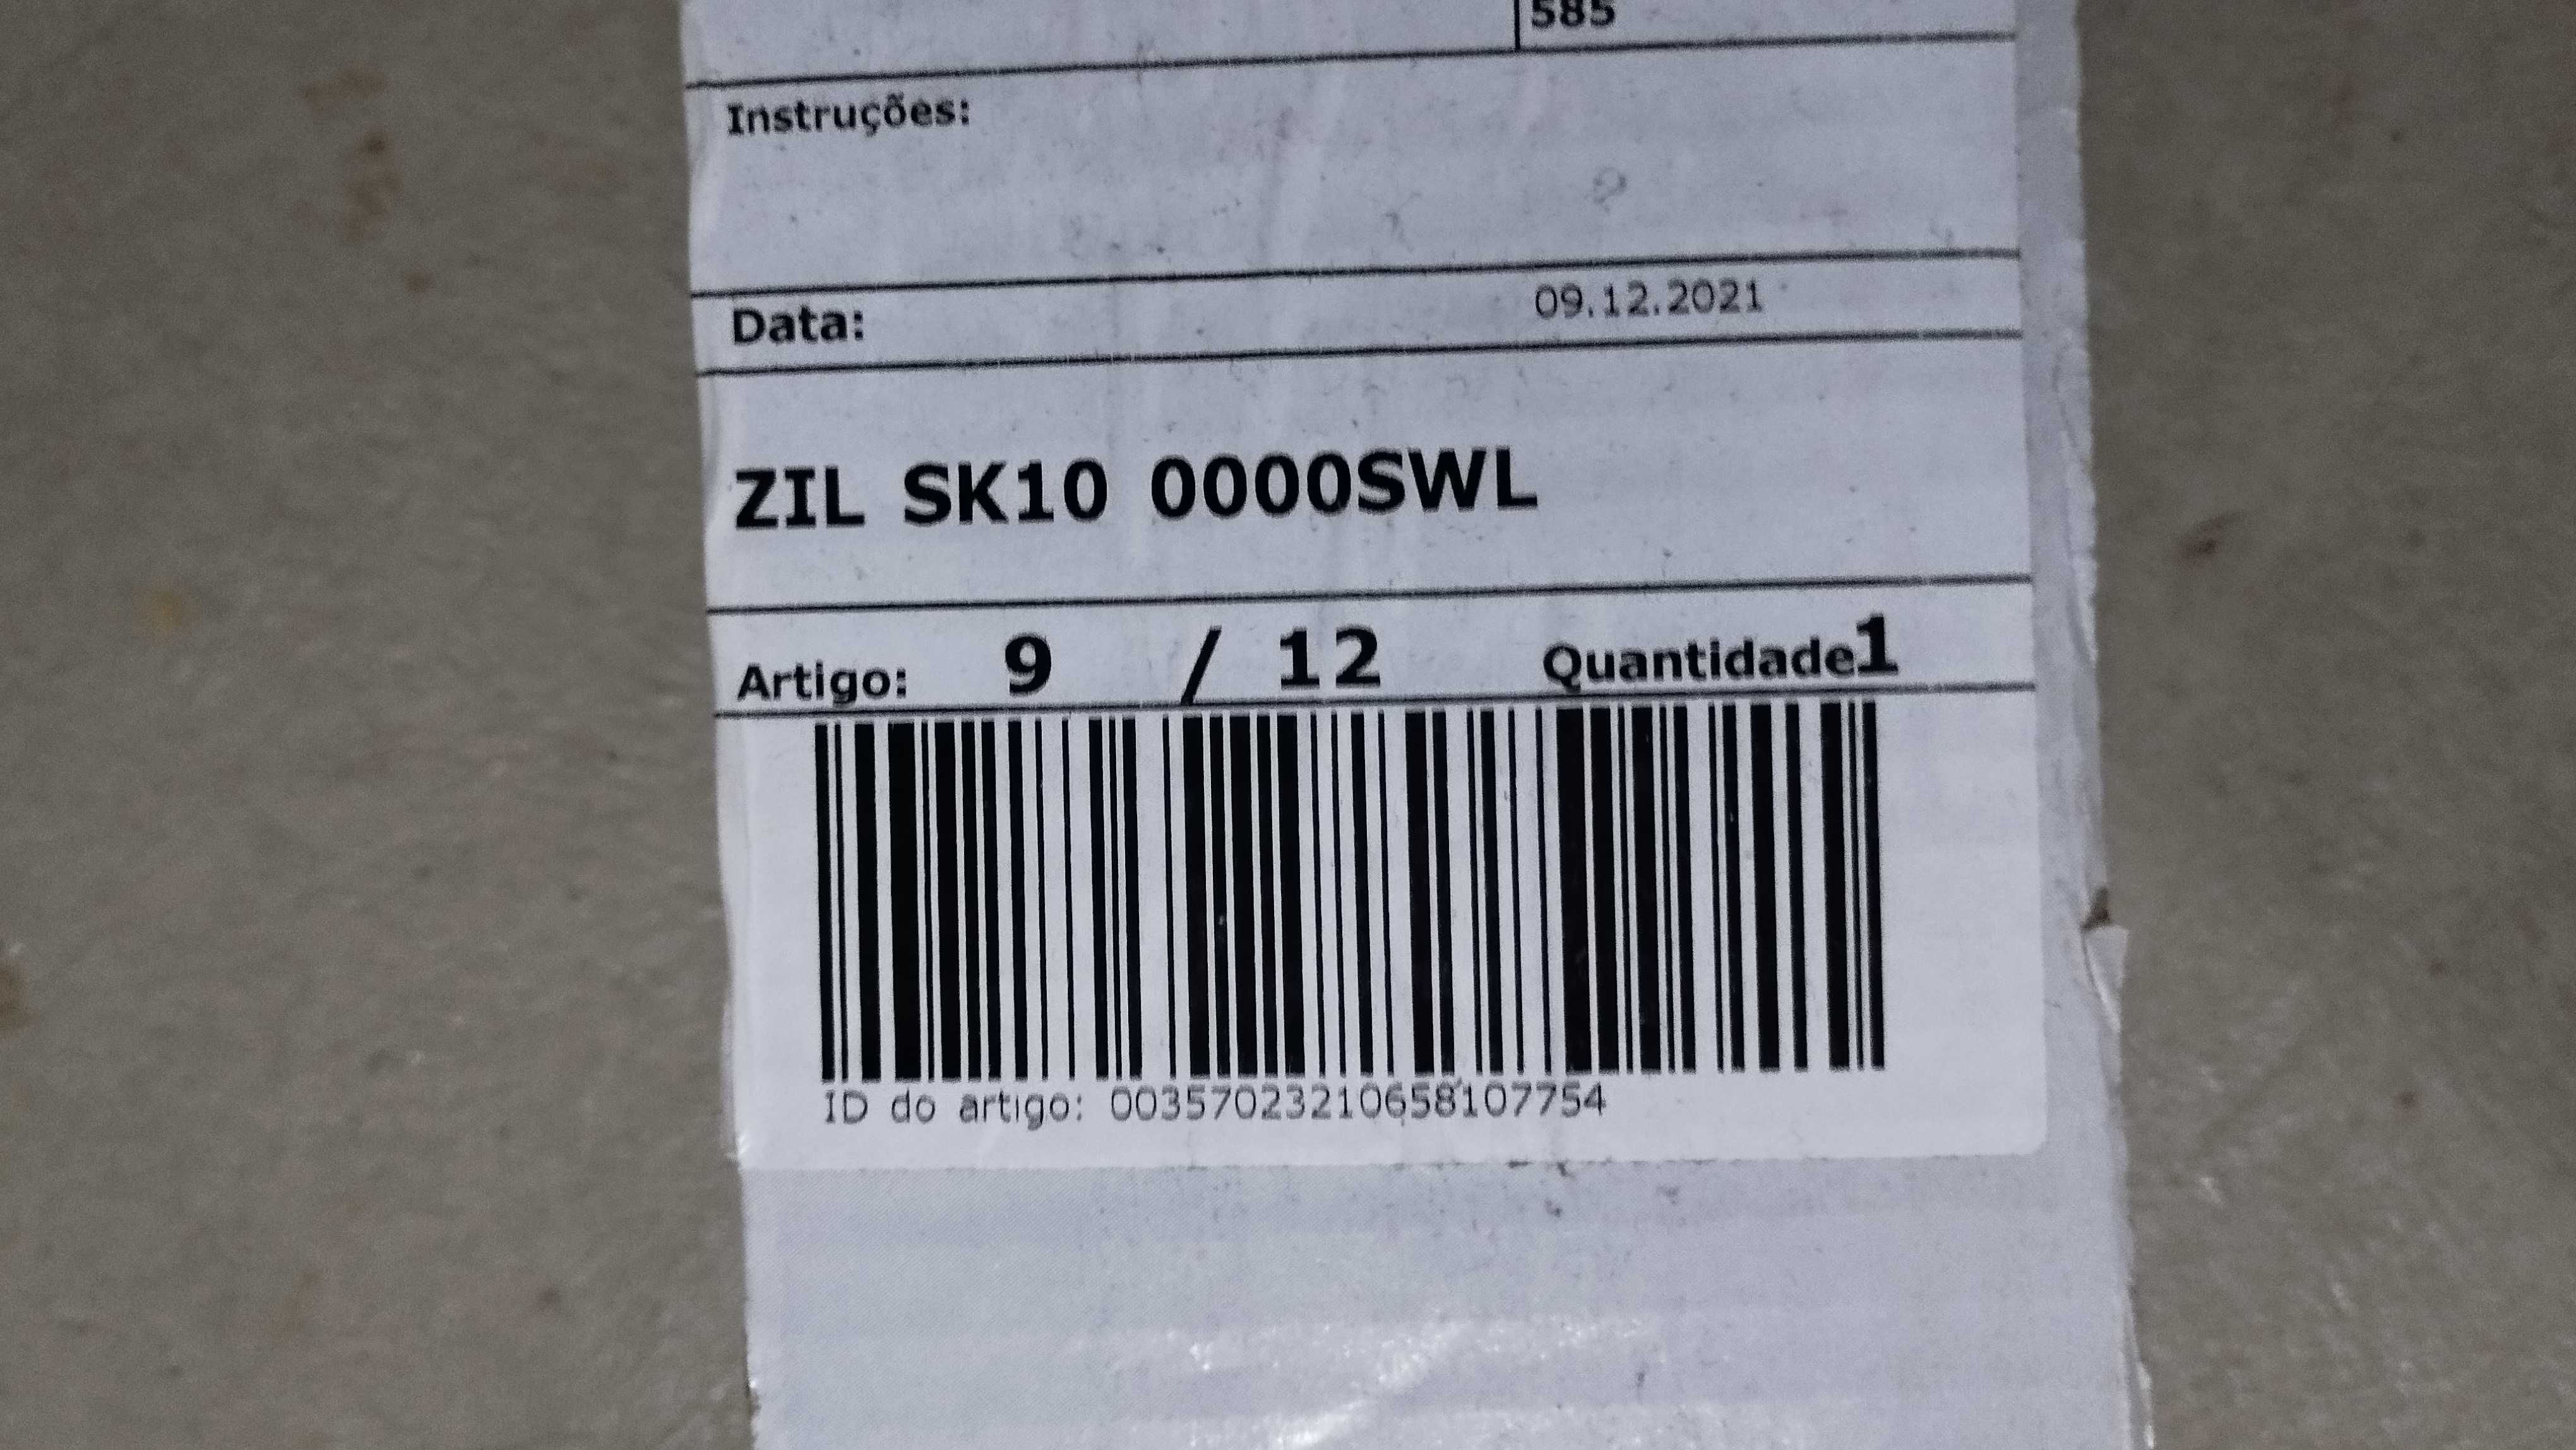 585
Instruções:
Data: 09.12.2021
ZIL SK10 0000SWL
Artigo: 9 / 12 Quantidade1
ID do artigo: 00357023210658107754